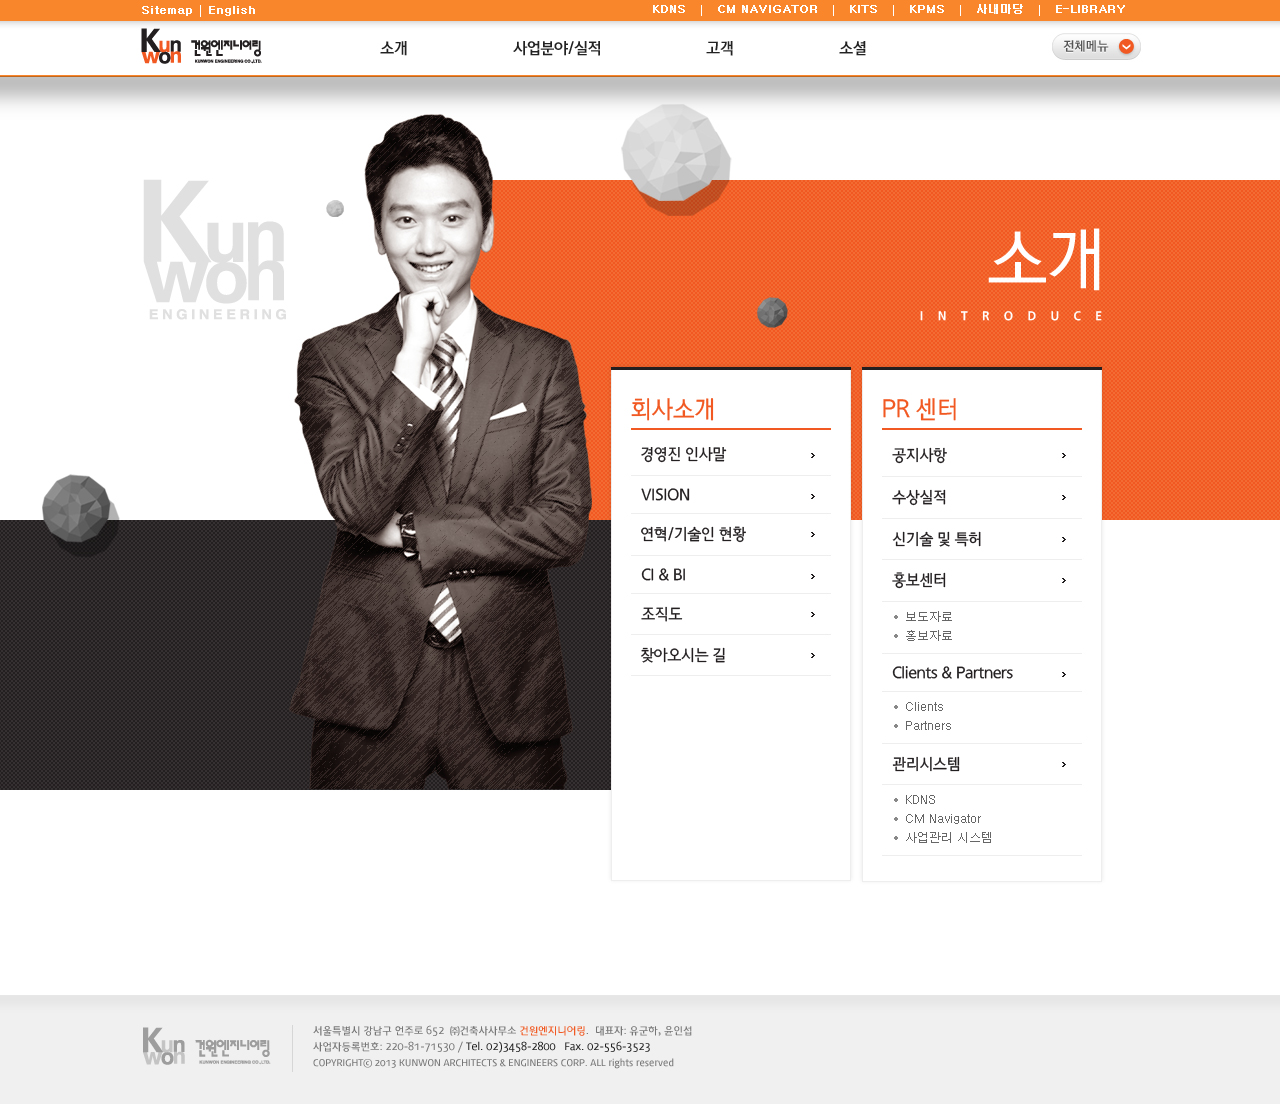 Sitemap | English
KDNS | CM NAVIGATOR | KITS | KPMS | 사내마당 | E-LIBRARY
Kunwon 건원엔지니어링
KUNWON ENGINEERING CO.,LTD.
소개 사업분야/실적 고객 소셜 전체메뉴
Kunwon
ENGINEERING
소개
INTRODUCE
회사소개
경영진 인사말
VISION
연혁/기술인 현황
CI & BI
조직도
찾아오시는 길
PR 센터
공지사항
수상실적
신기술 및 특허
홍보센터
보도자료
홍보자료
Clients & Partners
Clients
Partners
관리시스템
KDNS
CM Navigator
사업관리 시스템
Kunwon 건원엔지니어링
KUNWON ENGINEERING CO.,LTD.
서울특별시 강남구 언주로 652 ㈜건축사사무소 건원엔지니어링. 대표자: 유군하, 윤인섭
사업자등록번호: 220-81-71530 / Tel. 02)3458-2800 Fax. 02-556-3523
COPYRIGHTⓒ 2013 KUNWON ARCHITECTS & ENGINEERS CORP. ALL rights reserved